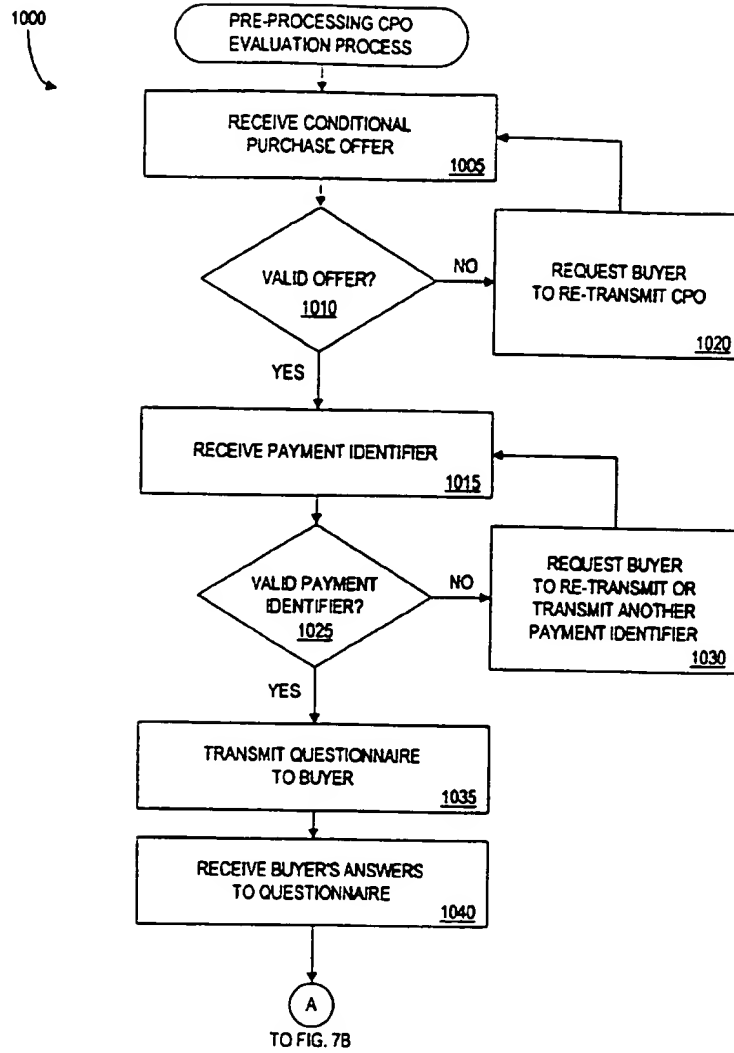 1000
PRE-PROCESSING CPO
EVALUATION PROCESS
RECEIVE CONDITIONAL
PURCHASE OFFER
1005
VALID OFFER?
1010
NO
REQUEST BUYER
TO RE-TRANSMIT CPO
1020
YES
RECEIVE PAYMENT IDENTIFIER
1015
VALID PAYMENT
IDENTIFIER?
1025
NO
REQUEST BUYER
TO RE-TRANSMIT OR
TRANSMIT ANOTHER
PAYMENT IDENTIFIER
1030
YES
TRANSMIT QUESTIONNAIRE
TO BUYER
1035
RECEIVE BUYER'S ANSWERS
TO QUESTIONNAIRE
1040
A
TO FIG. 7B